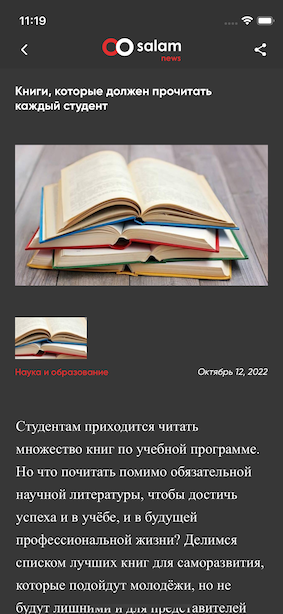 11:19
salam
news
Книги, которые должен прочитать
каждый студент
Наука и образование
Октябрь 12, 2022
Студентам приходится читать
множество книг по учебной программе.
Но что почитать помимо обязательной
научной литературы, чтобы достичь
успеха и в учёбе, и в будущей
профессиональной жизни? Делимся
списком лучших книг для саморазвития,
которые подойдут молодёжи, но не
будут лишними и для представителей